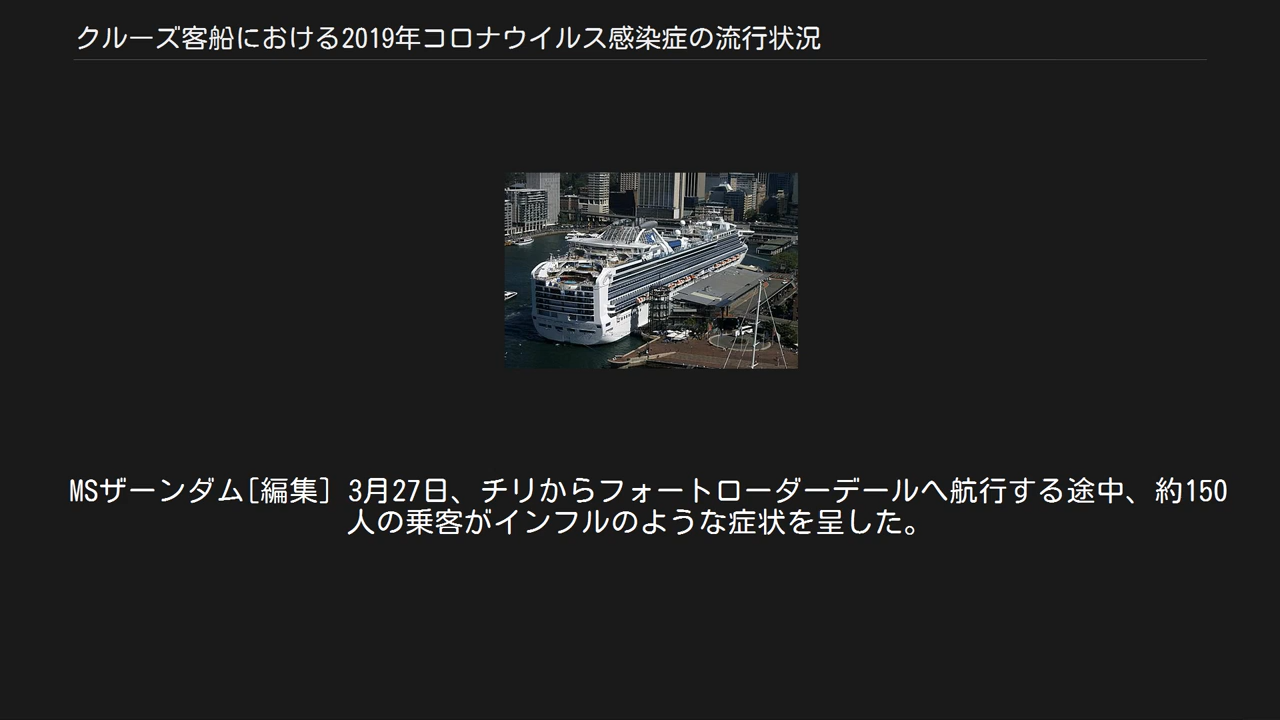 クルーズ客船における2019年コロナウイルス感染症の流行状況
MSザーンダム[編集] 3月27日、チリからフォートローダーデールへ航行する途中、約150
人の乗客がインフルのような症状を呈した。